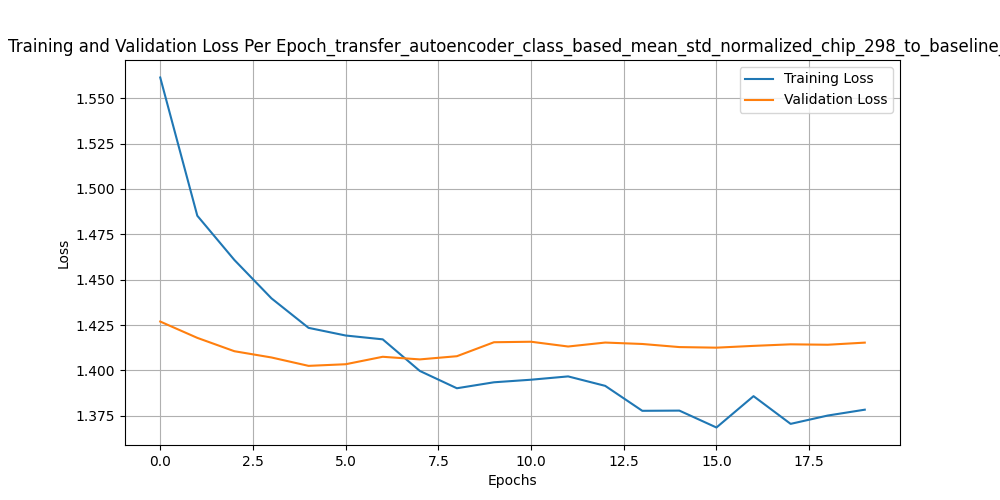 Training and Validation Loss Per Epoch_transfer_autoencoder_class_based_mean_std_normalized_chip_298_to_baseline_
Training Loss
Validation Loss
1.550
1.525
1.500
1.475
1.450
1.425
1.400
1.375
Loss
0.0 2.5 5.0 7.5 10.0 12.5 15.0 17.5
Epochs